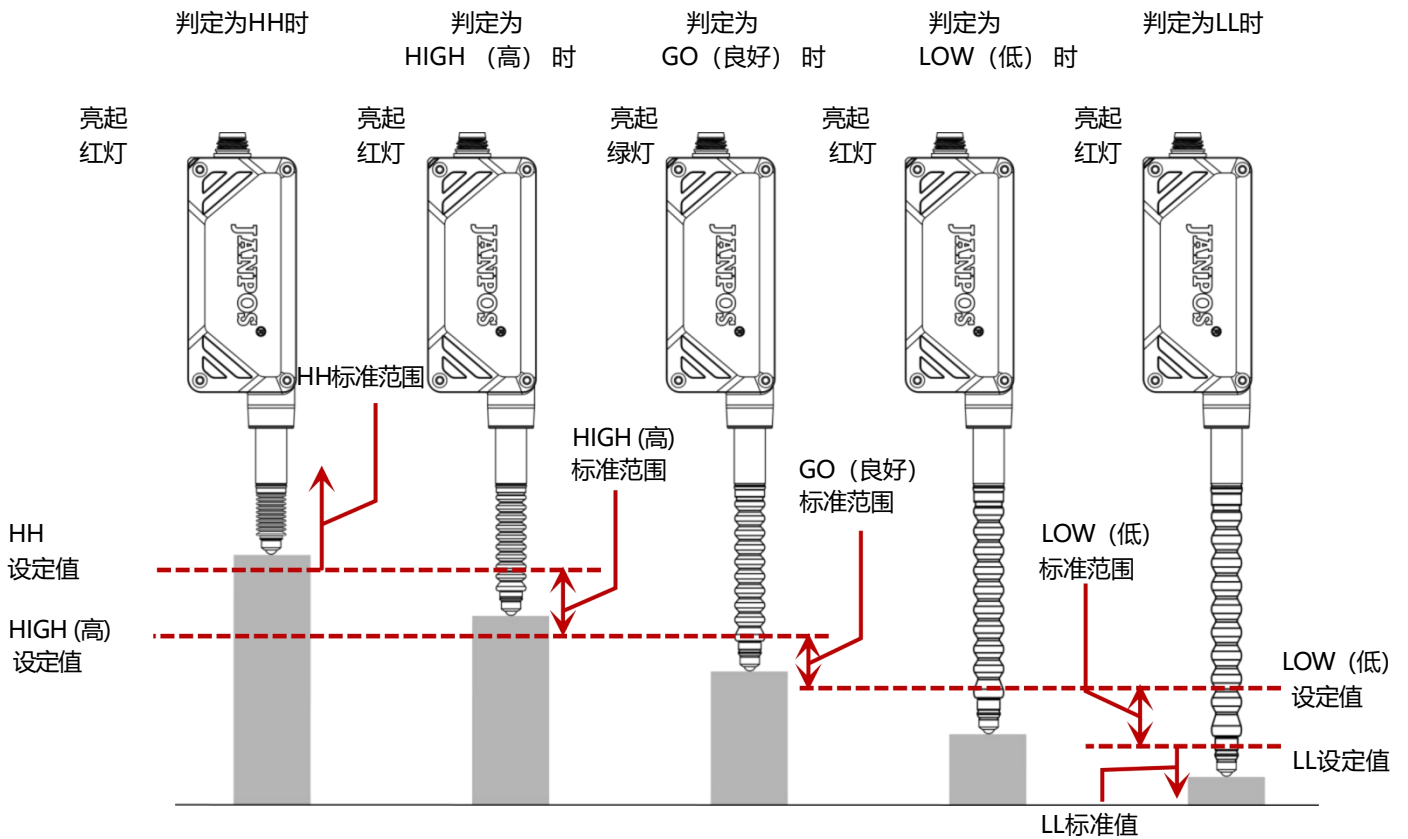 判定为HH时
判定为
HIGH （高） 时
判定为
GO（良好）时
判定为
LOW（低）时
判定为LL时
亮起
红灯
亮起
红灯
亮起
绿灯
亮起
红灯
亮起
红灯
JANPOS
JANPOS
JANPOS
JANPOS
JANPOS
HH标准范围
HIGH (高)
标准范围
GO（良好）
标准范围
LOW（低）
标准范围
HH
设定值
HIGH (高)
设定值
LOW（低）
设定值
LL设定值
LL标准值